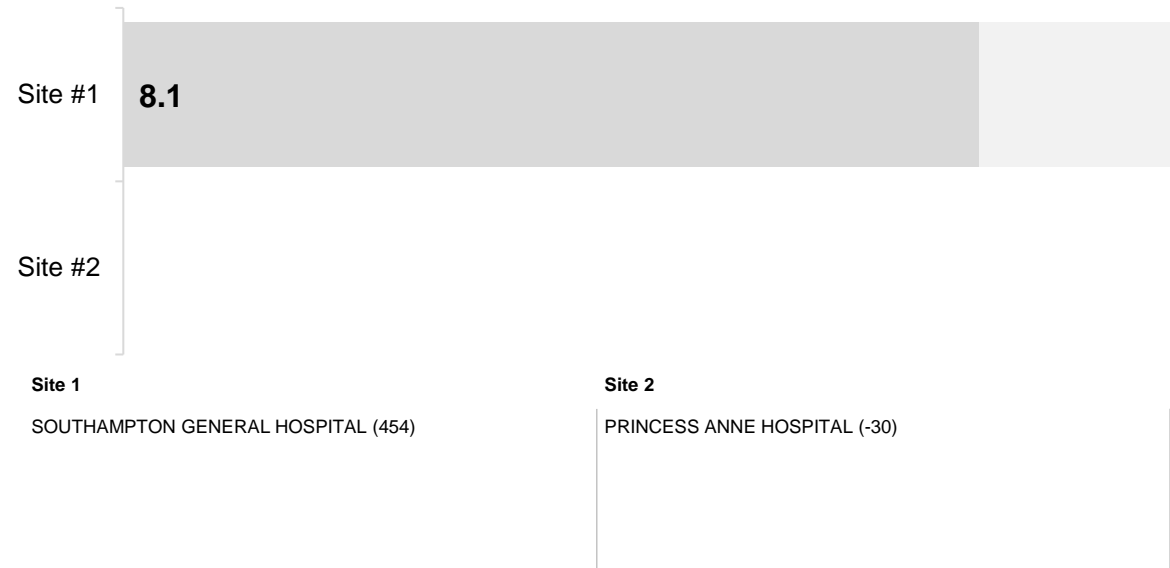 Site #1
8.1
Site #2
Site 1
Site 2
SOUTHAMPTON GENERAL HOSPITAL (454)
PRINCESS ANNE HOSPITAL (-30)